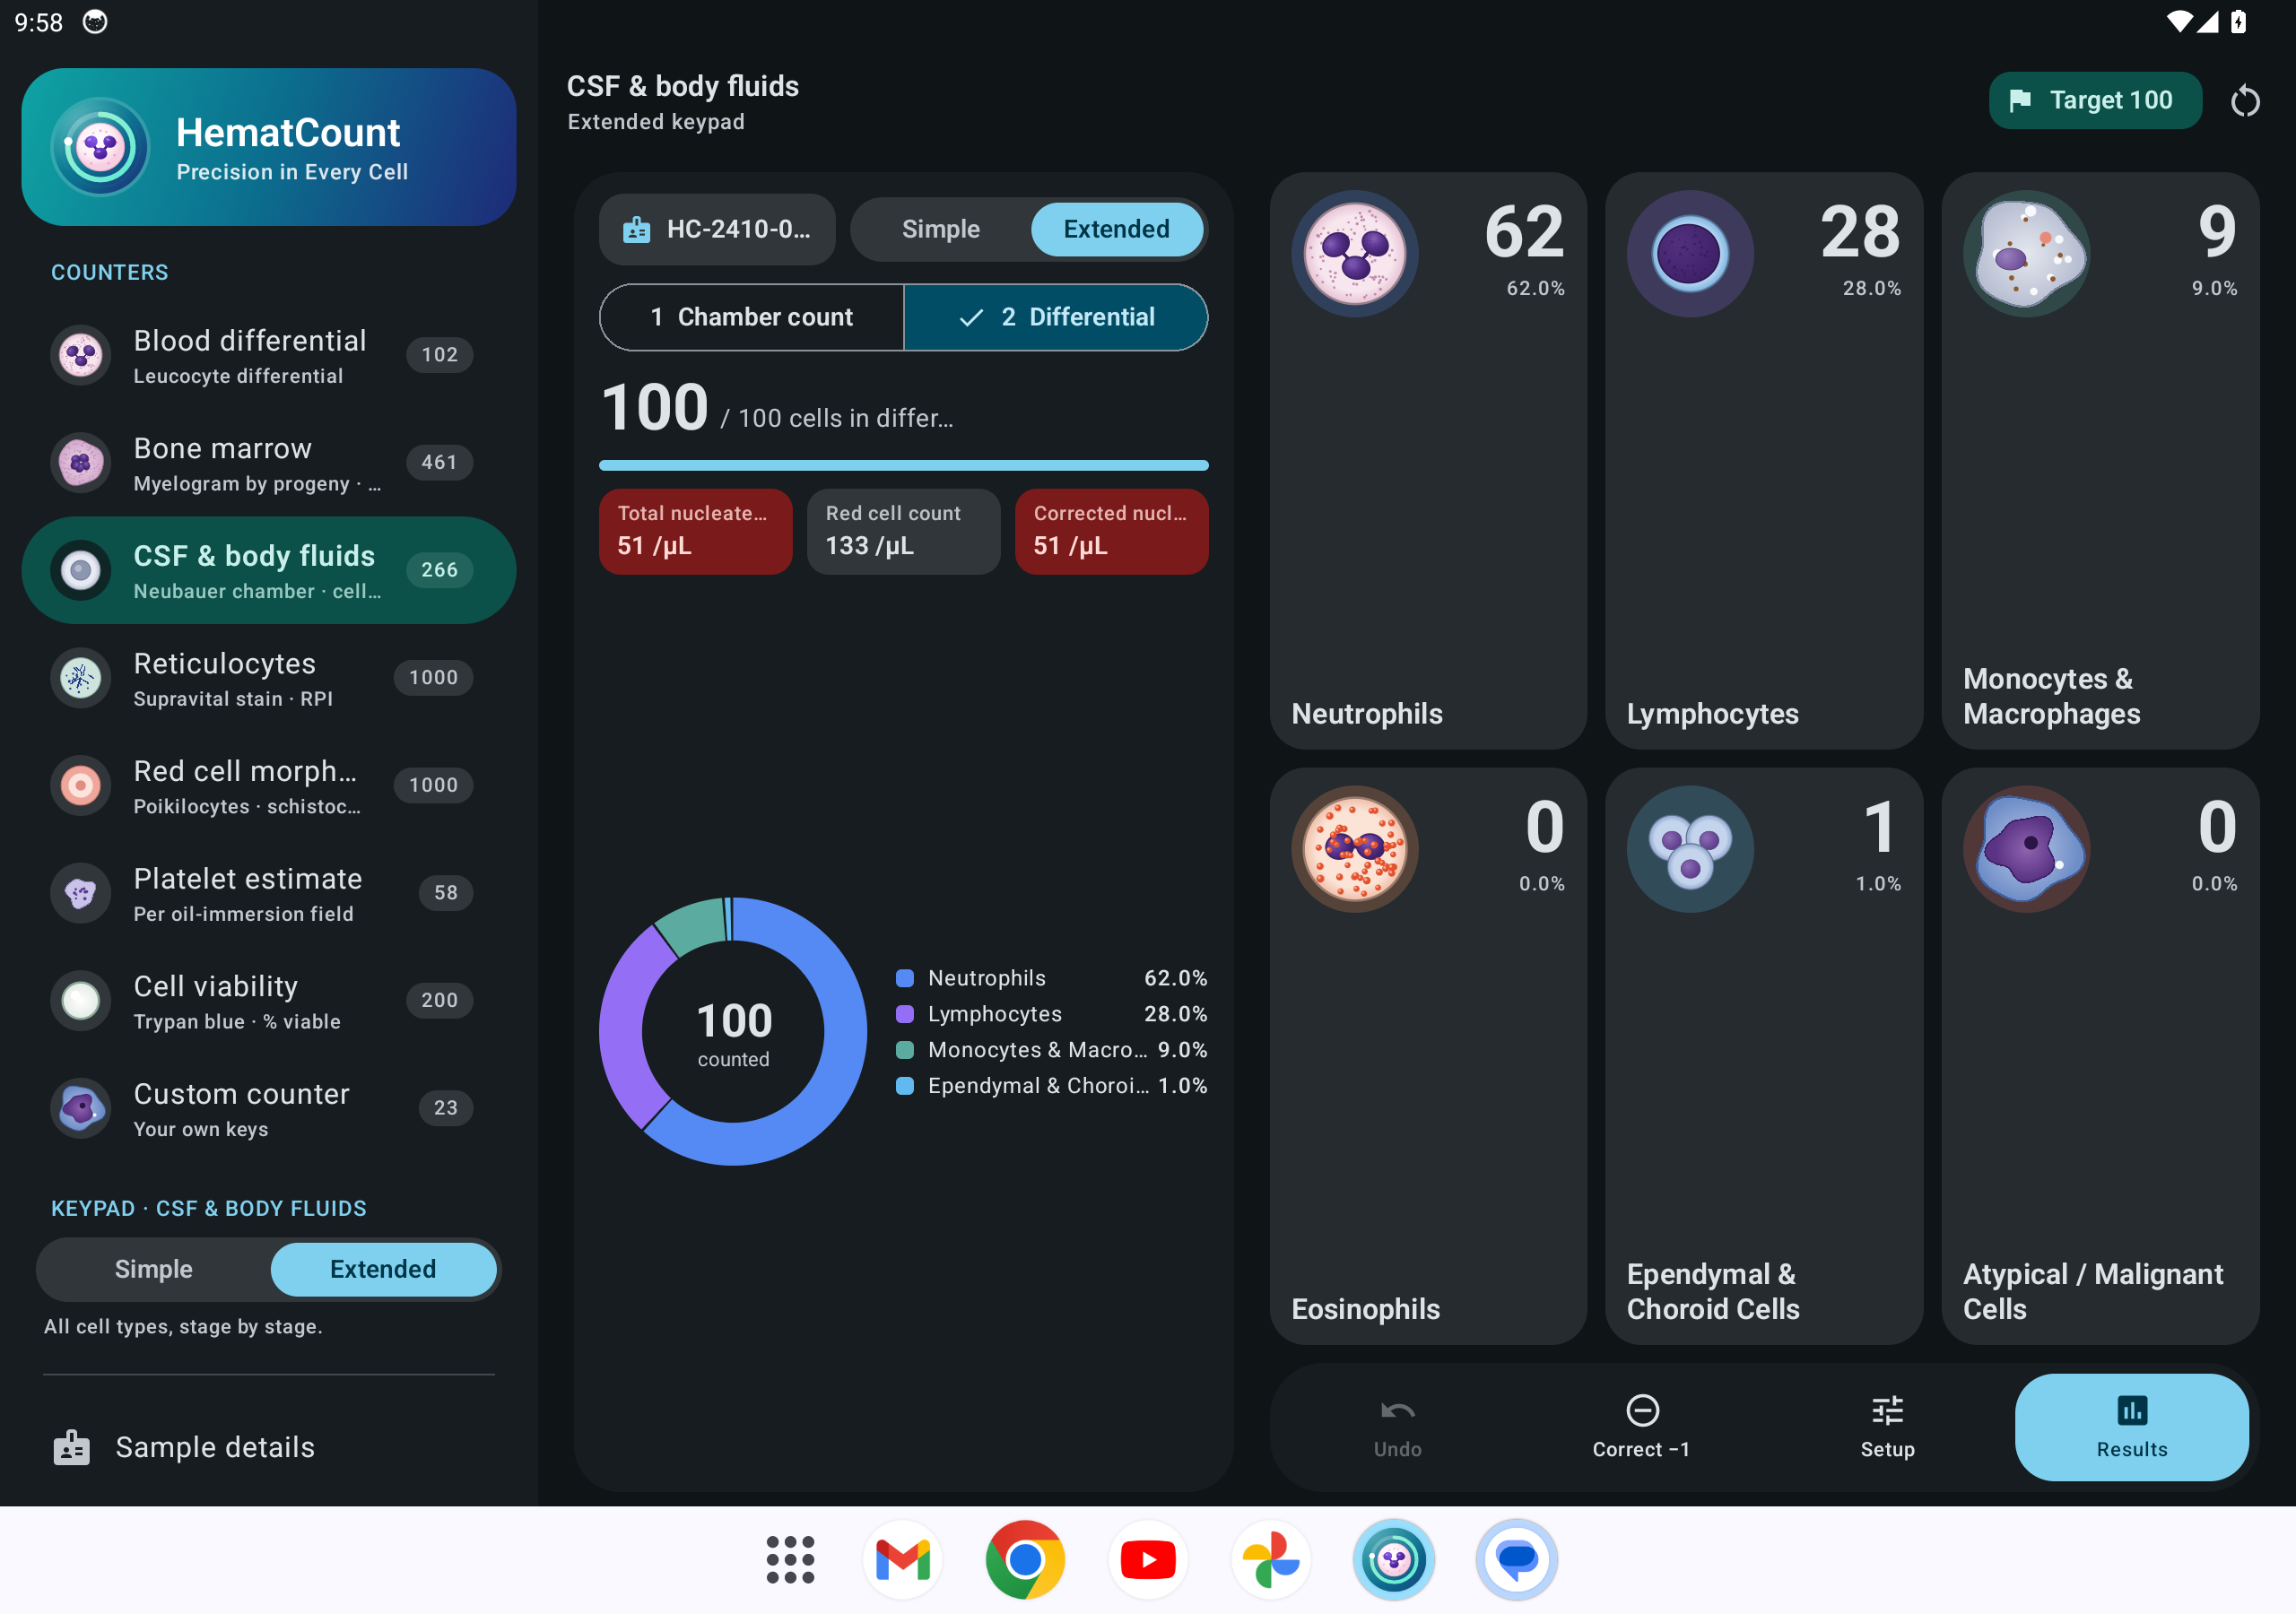 9:58
HematCount
Precision in Every Cell
COUNTERS
Blood differential
Leucocyte differential
102
Bone marrow
Myelogram by progeny · …
461
CSF & body fluids
Neubauer chamber · cell…
266
Reticulocytes
Supravital stain · RPI
1000
Red cell morph…
Poikilocytes · schistoc…
1000
Platelet estimate
Per oil-immersion field
58
Cell viability
Trypan blue · % viable
200
Custom counter
Your own keys
23
KEYPAD · CSF & BODY FLUIDS
Simple
Extended
All cell types, stage by stage.
Sample details
CSF & body fluids
Extended keypad
Target 100
HC-2410-0…
Simple
Extended
1 Chamber count
2 Differential
100 / 100 cells in differ…
Total nucleate…
51 /µL
Red cell count
133 /µL
Corrected nucl…
51 /µL
100
counted
Neutrophils 62.0%
Lymphocytes 28.0%
Monocytes & Macro… 9.0%
Ependymal & Choroi… 1.0%
62
62.0%
Neutrophils
28
28.0%
Lymphocytes
9
9.0%
Monocytes &
Macrophages
0
0.0%
Eosinophils
1
1.0%
Ependymal &
Choroid Cells
0
0.0%
Atypical / Malignant
Cells
Undo
Correct −1
Setup
Results